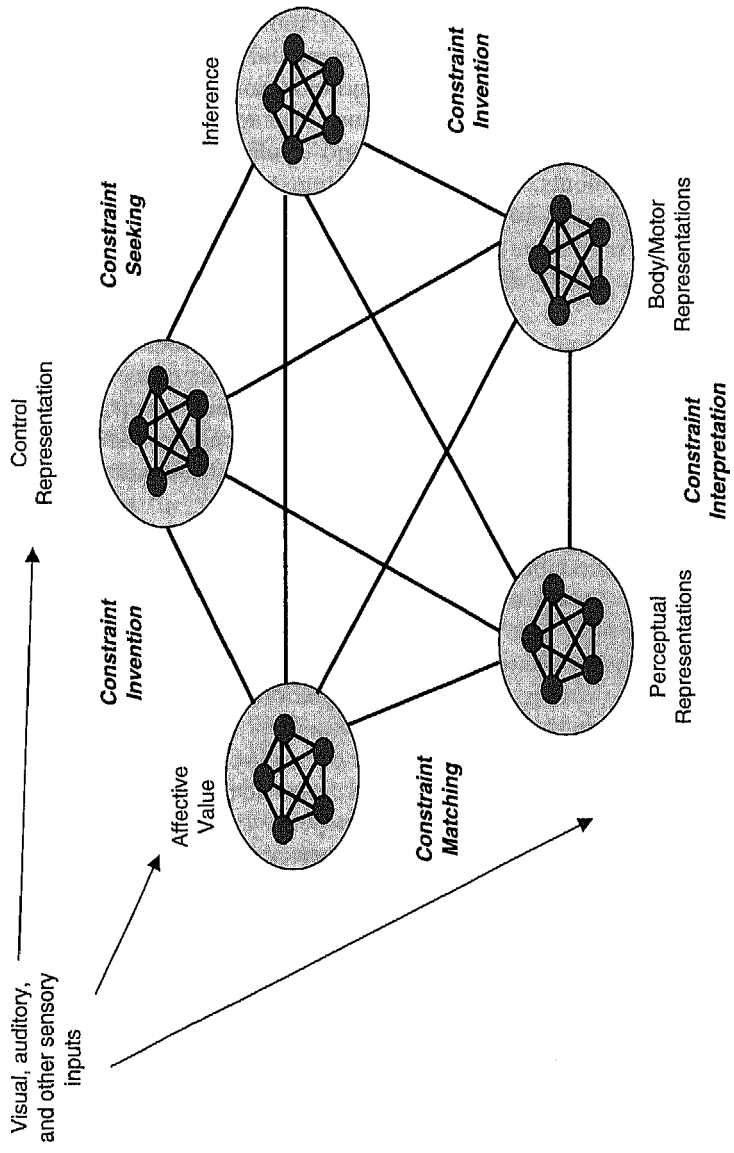 Visual, auditory,
and other sensory
inputs
Control
Representation
Constraint
Invention
Constraint
Seeking
Affective
Value
Inference
Constraint
Matching
Constraint
Invention
Perceptual
Representations
Body/Motor
Representations
Constraint
Interpretation